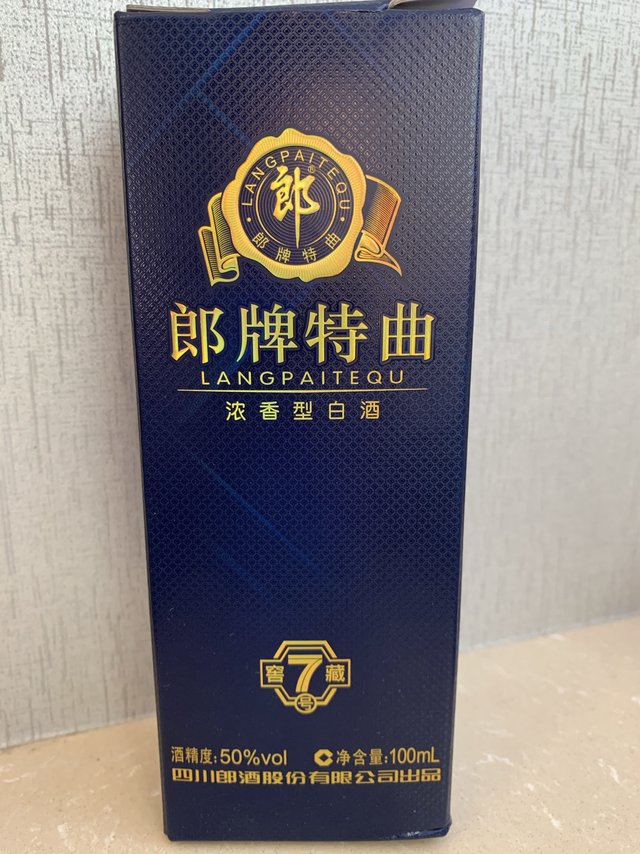 LANGPAITEQU
郎®
郎牌特曲
郎牌特曲
LANGPAITEQU
浓香型白酒
窖7藏
号
酒精度:50%vol 净含量:100mL
四川郎酒股份有限公司出品